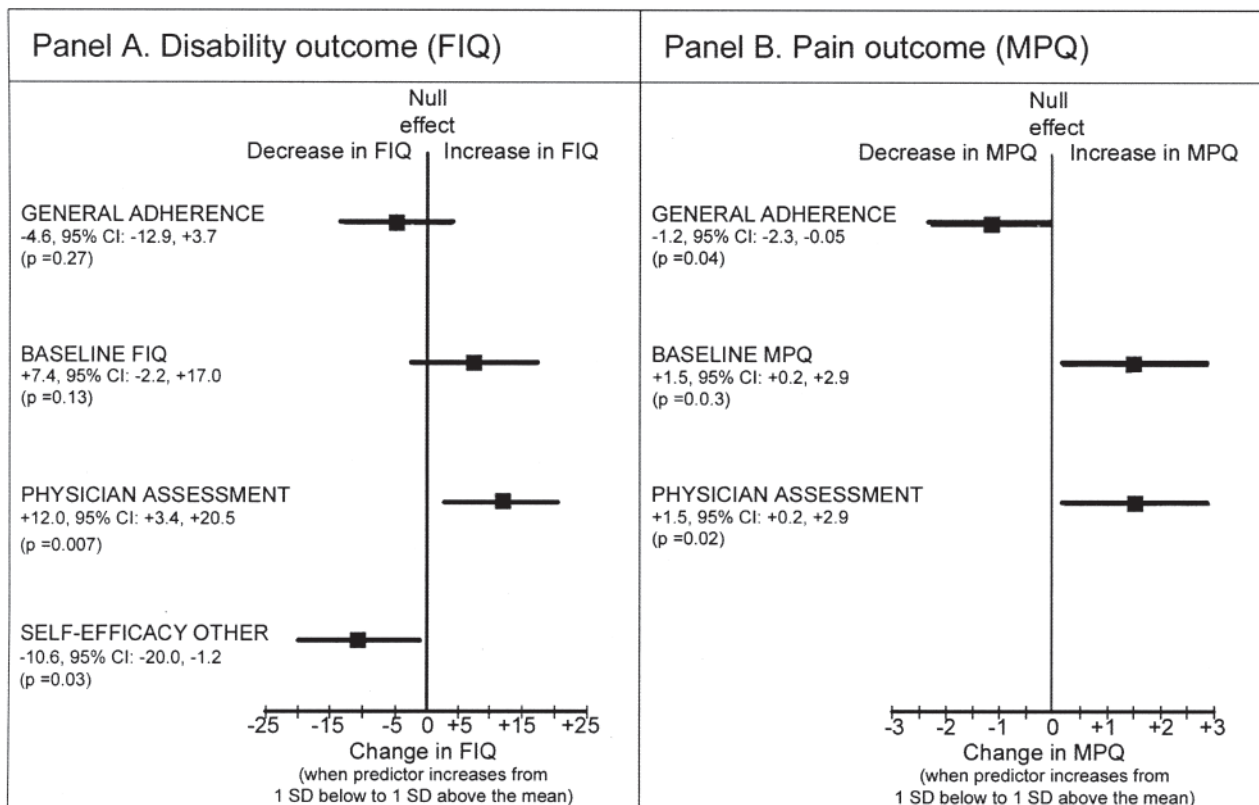 Panel A. Disability outcome (FIQ)
Null
effect
Decrease in FIQ Increase in FIQ
GENERAL ADHERENCE
-4.6, 95% CI: -12.9, +3.7
(p =0.27)
BASELINE FIQ
+7.4, 95% CI: -2.2, +17.0
(p =0.13)
PHYSICIAN ASSESSMENT
+12.0, 95% CI: +3.4, +20.5
(p =0.007)
SELF-EFFICACY OTHER
-10.6, 95% CI: -20.0, -1.2
(p =0.03)
-25 -15 -5 0 +5 +15 +25
Change in FIQ
(when predictor increases from
1 SD below to 1 SD above the mean)
Panel B. Pain outcome (MPQ)
Null
effect
Decrease in MPQ Increase in MPQ
GENERAL ADHERENCE
-1.2, 95% CI: -2.3, -0.05
(p =0.04)
BASELINE MPQ
+1.5, 95% CI: +0.2, +2.9
(p =0.0.3)
PHYSICIAN ASSESSMENT
+1.5, 95% CI: +0.2, +2.9
(p =0.02)
-3 -2 -1 0 +1 +2 +3
Change in MPQ
(when predictor increases from
1 SD below to 1 SD above the mean)